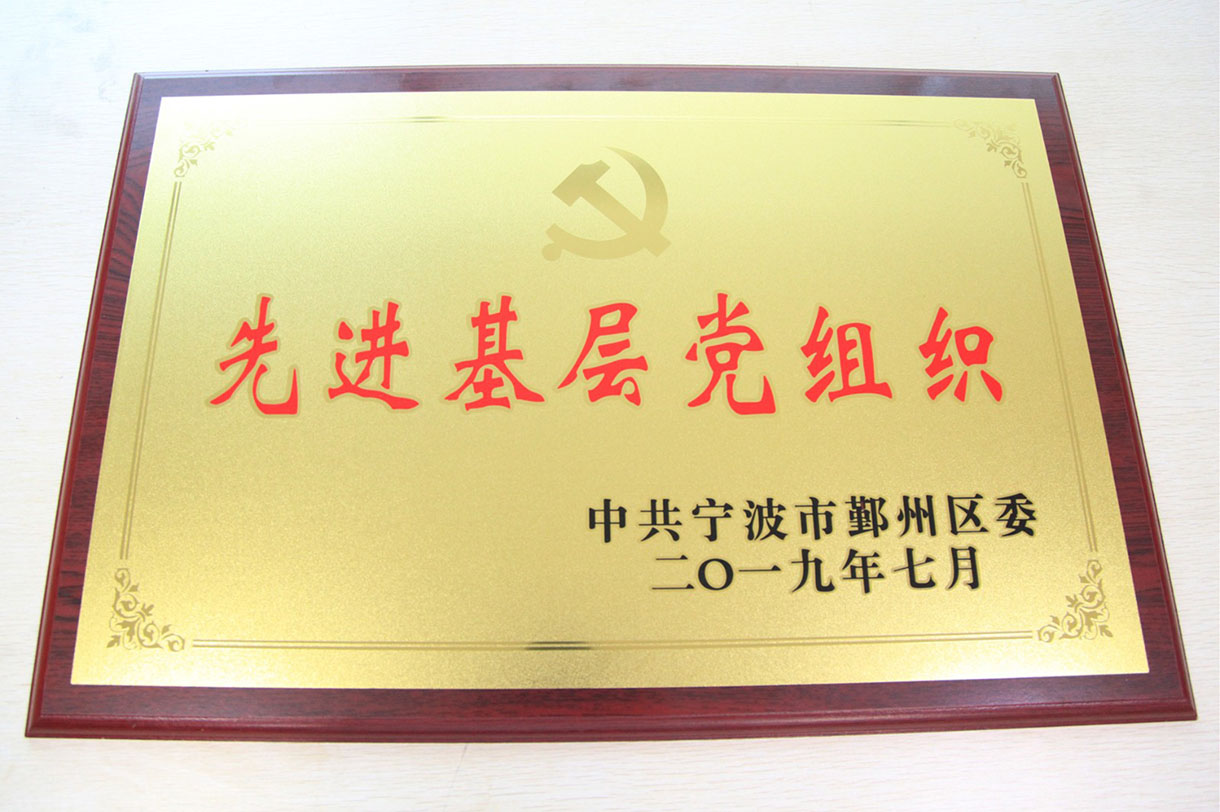 先进基层党组织
中共宁波市鄞州区委
二〇一九年七月